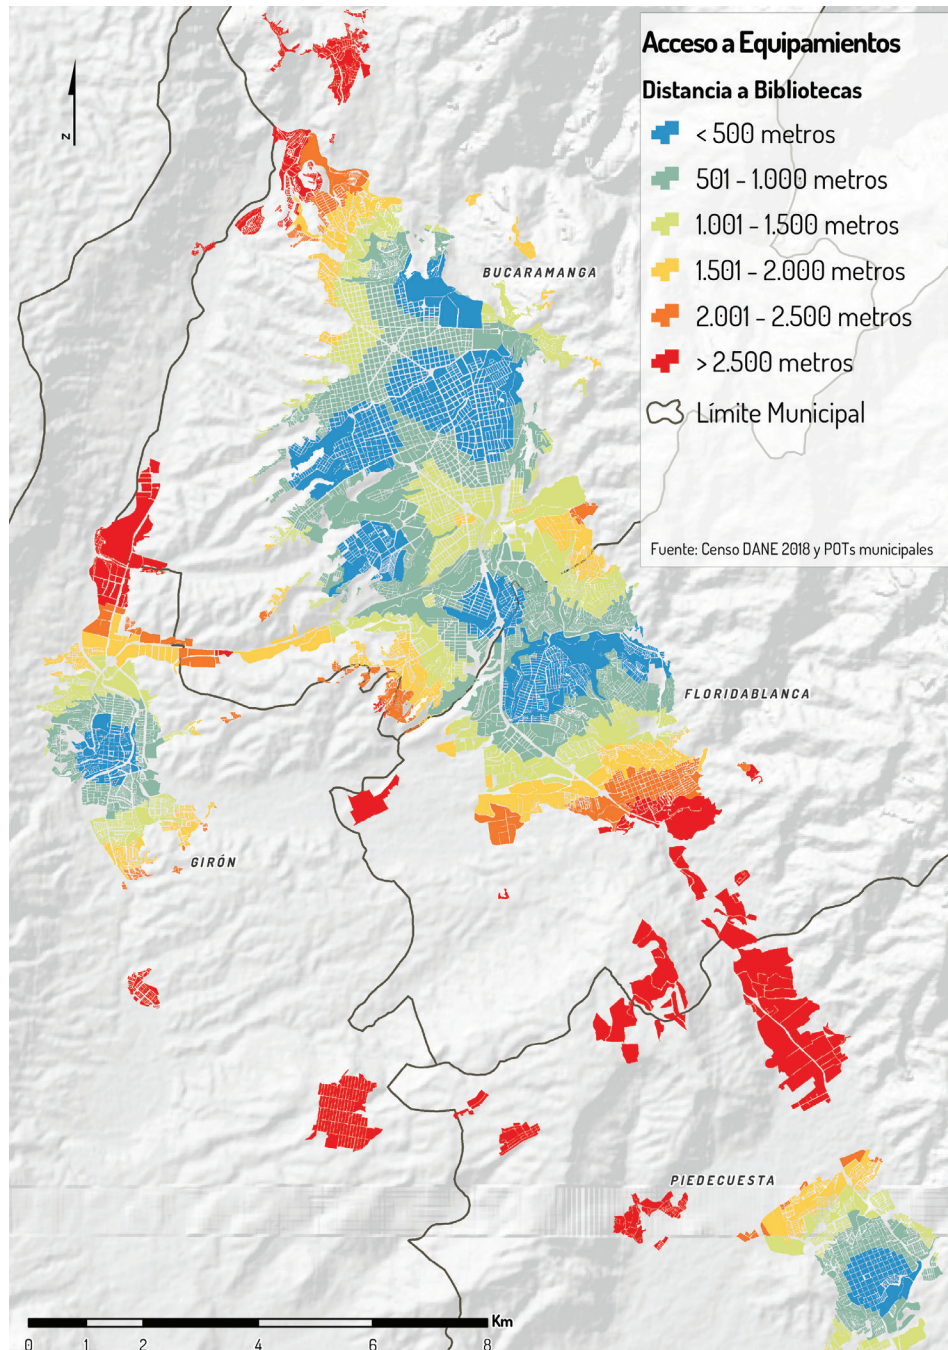 Acceso a Equipamientos
Distancia a Bibliotecas
< 500 metros
501 - 1.000 metros
1.001 - 1.500 metros
1.501 - 2.000 metros
2.001 - 2.500 metros
> 2.500 metros
Límite Municipal
Fuente: Censo DANE 2018 y POTs municipales
N
BUCARAMANGA
FLORIDABLANCA
GIRÓN
PIEDECUESTA
Km
0 1 2 4 6 8